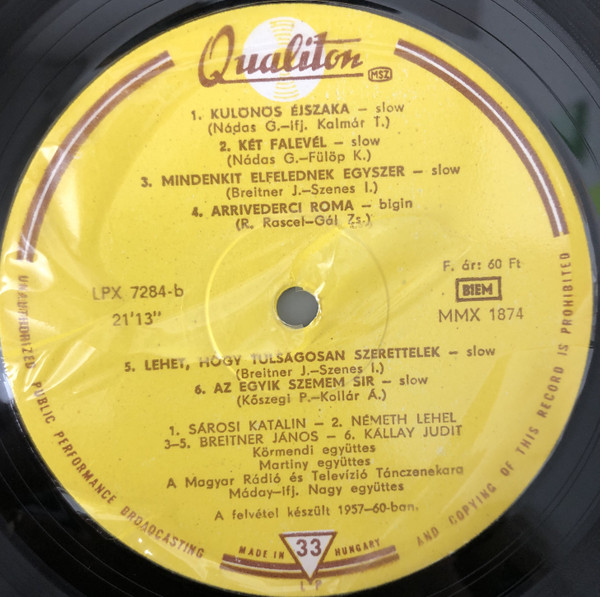 Qualiton
MSZ
1. KULÖNÖS ÉJSZAKA – slow
(Nádas G.–ifj. Kalmár T.)
2. KÉT FALEVÉL – slow
(Nádas G.–Fülöp K.)
3. MINDENKIT ELFELEDNEK EGYSZER – slow
(Breitner J.–Szenes I.)
4. ARRIVEDERCI ROMA – bigin
(R. Rascel–Gál Zs.)
LPX 7284-b
21'13"
F. ár: 60 Ft
BIEM
MMX 1874
5. LEHET, HOGY TULSÁGOSAN SZERETTELEK – slow
(Breitner J.–Szenes I.)
6. AZ EGYIK SZEMEM SIR – slow
(Kőszegi P.–Kollár Á.)
1. SÁROSI KATALIN – 2. NÉMETH LEHEL
3–5. BREITNER JÁNOS – 6. KÁLLAY JUDIT
Körmendi együttes
Martiny együttes
A Magyar Rádió és Televízió Tánczenekara
Máday–ifj. Nagy együttes
A felvétel készült 1957–60-ban.
UNAUTHORIZED PUBLIC PERFORMANCE BROADCASTING AND COPYING OF THIS RECORD IS PROHIBITED
MADE IN 33 HUNGARY
LP